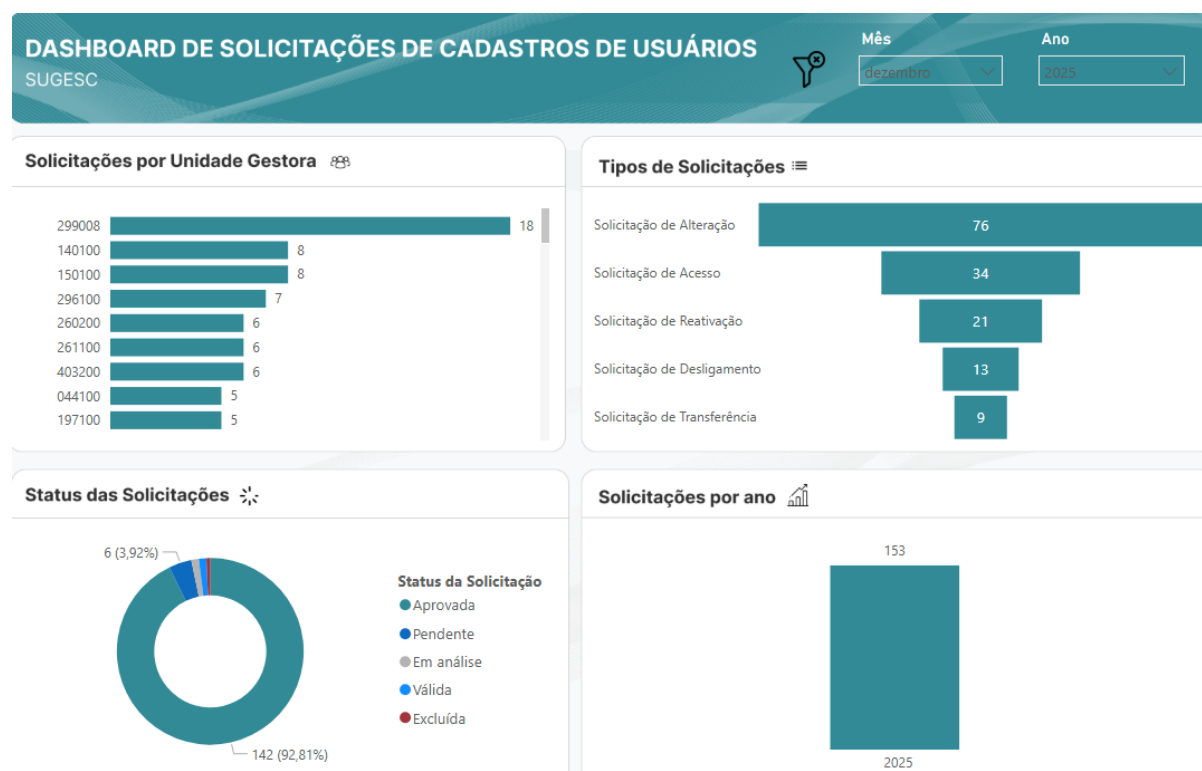 DASHBOARD DE SOLICITAÇÕES DE CADASTROS DE USUÁRIOS
SUGESC
Mês
dezembro
Ano
2025
Solicitações por Unidade Gestora
299008 18
140100 8
150100 8
296100 7
260200 6
261100 6
403200 6
044100 5
197100 5
Tipos de Solicitações
Solicitação de Alteração 76
Solicitação de Acesso 34
Solicitação de Reativação 21
Solicitação de Desligamento 13
Solicitação de Transferência 9
Status das Solicitações
6 (3,92%)
142 (92,81%)
Status da Solicitação
Aprovada
Pendente
Em análise
Válida
Excluída
Solicitações por ano
153
2025